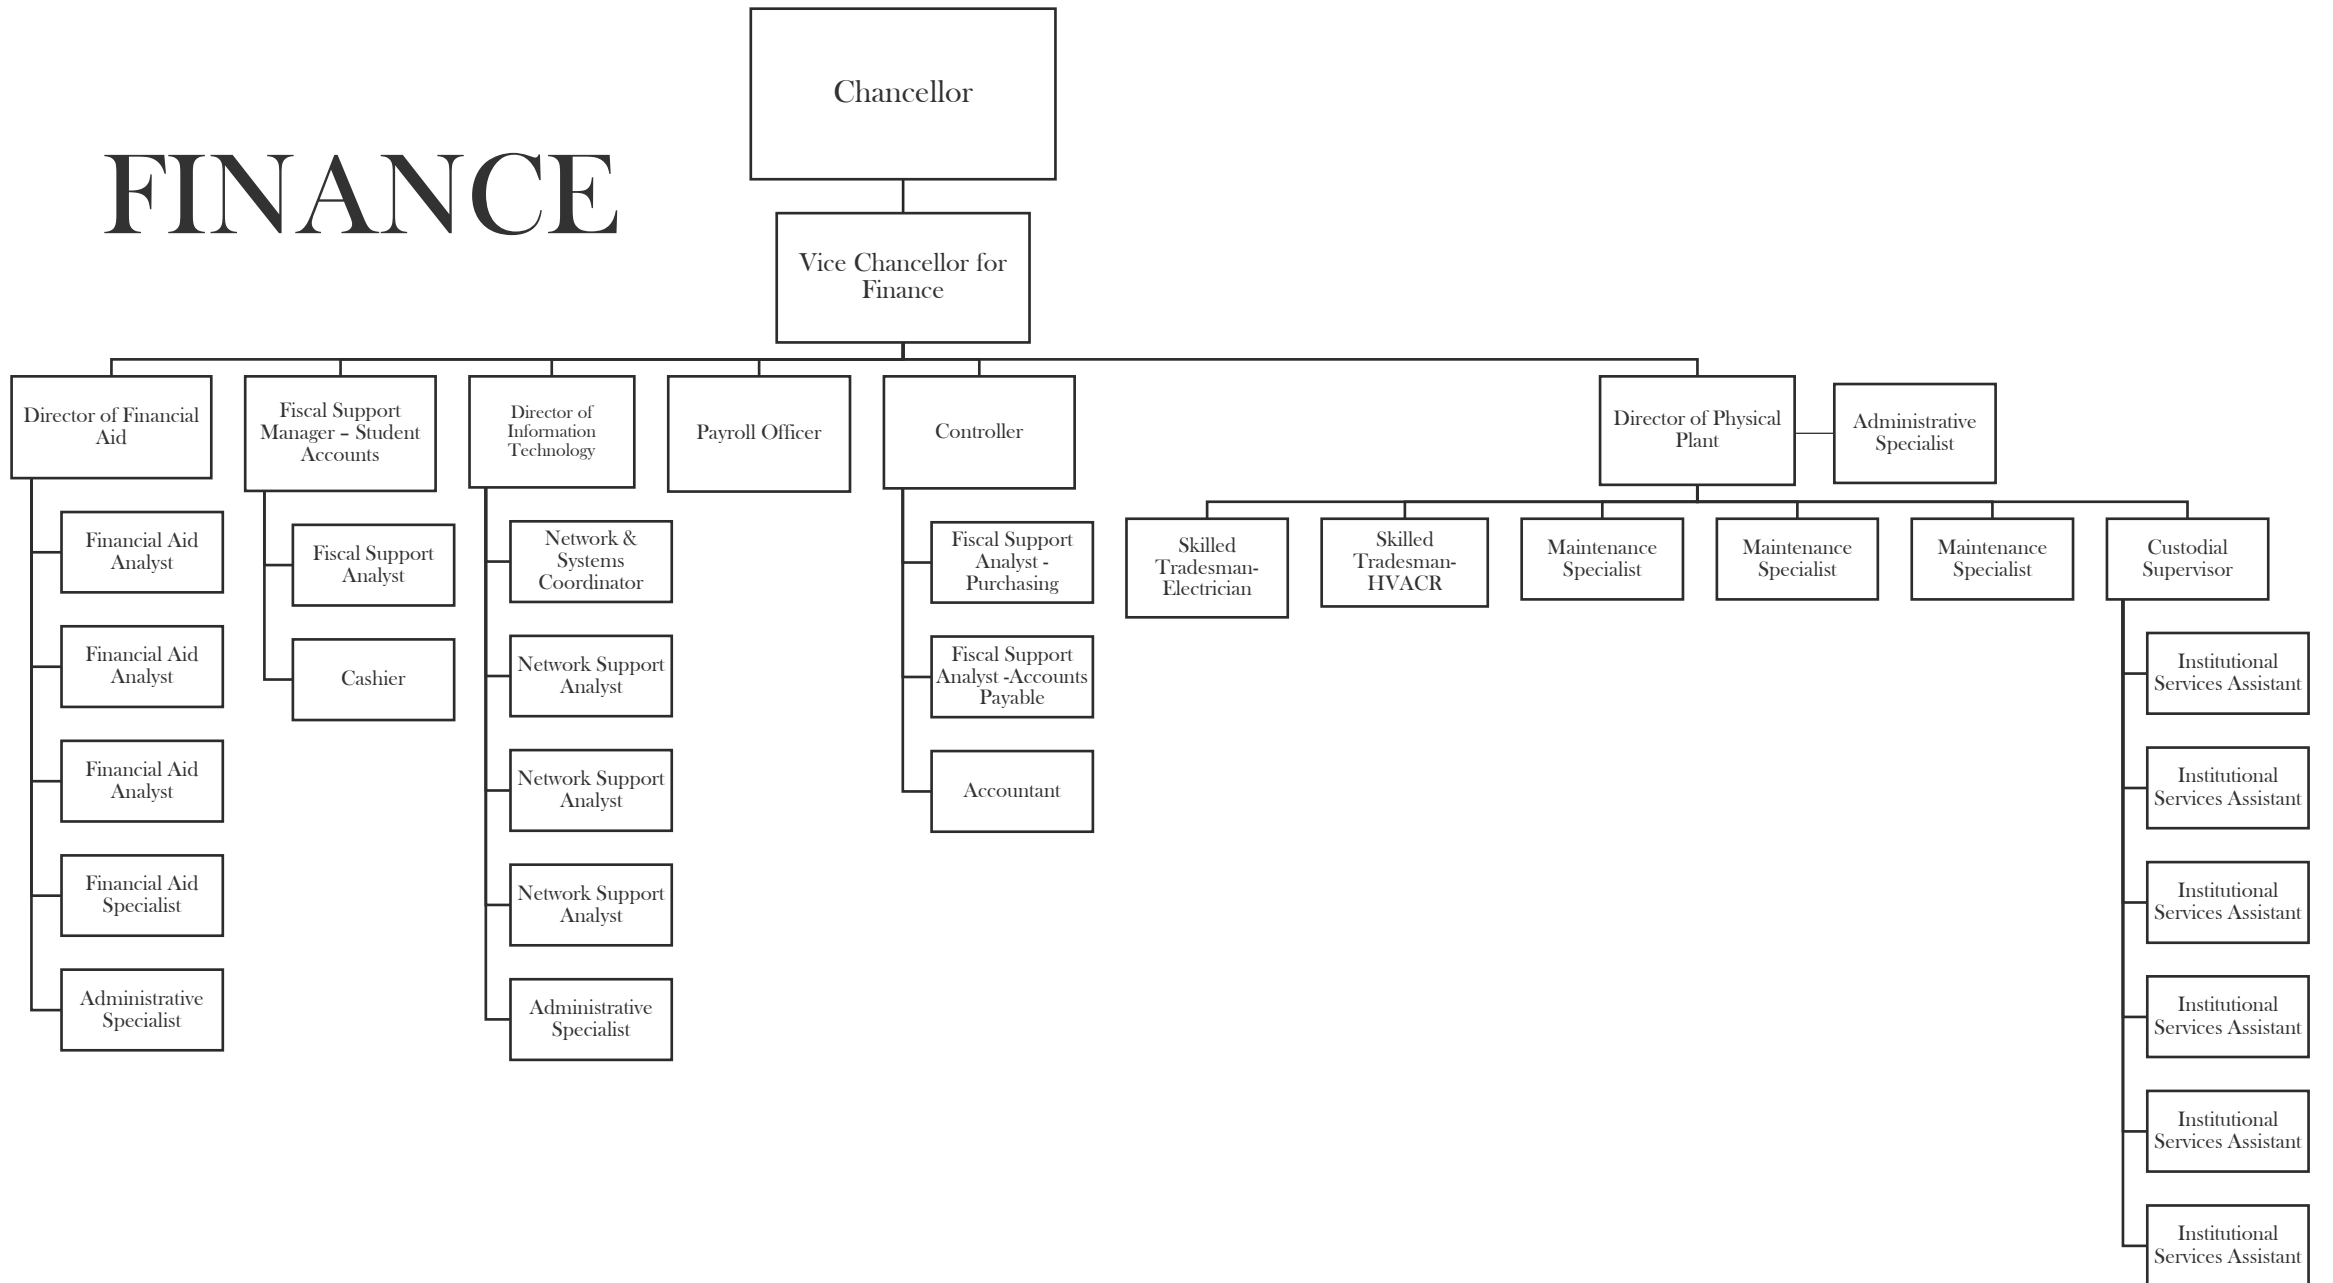 Chancellor
FINANCE
Vice Chancellor for
Finance
Director of Financial
Aid
Fiscal Support
Manager – Student
Accounts
Director of
Information
Technology
Payroll Officer
Controller
Director of Physical
Plant
Administrative
Specialist
Financial Aid
Analyst
Financial Aid
Analyst
Financial Aid
Analyst
Financial Aid
Specialist
Administrative
Specialist
Fiscal Support
Analyst
Cashier
Network &
Systems
Coordinator
Network Support
Analyst
Network Support
Analyst
Network Support
Analyst
Administrative
Specialist
Fiscal Support
Analyst -
Purchasing
Fiscal Support
Analyst -Accounts
Payable
Accountant
Skilled
Tradesman-
Electrician
Skilled
Tradesman-
HVACR
Maintenance
Specialist
Maintenance
Specialist
Maintenance
Specialist
Custodial
Supervisor
Institutional
Services Assistant
Institutional
Services Assistant
Institutional
Services Assistant
Institutional
Services Assistant
Institutional
Services Assistant
Institutional
Services Assistant